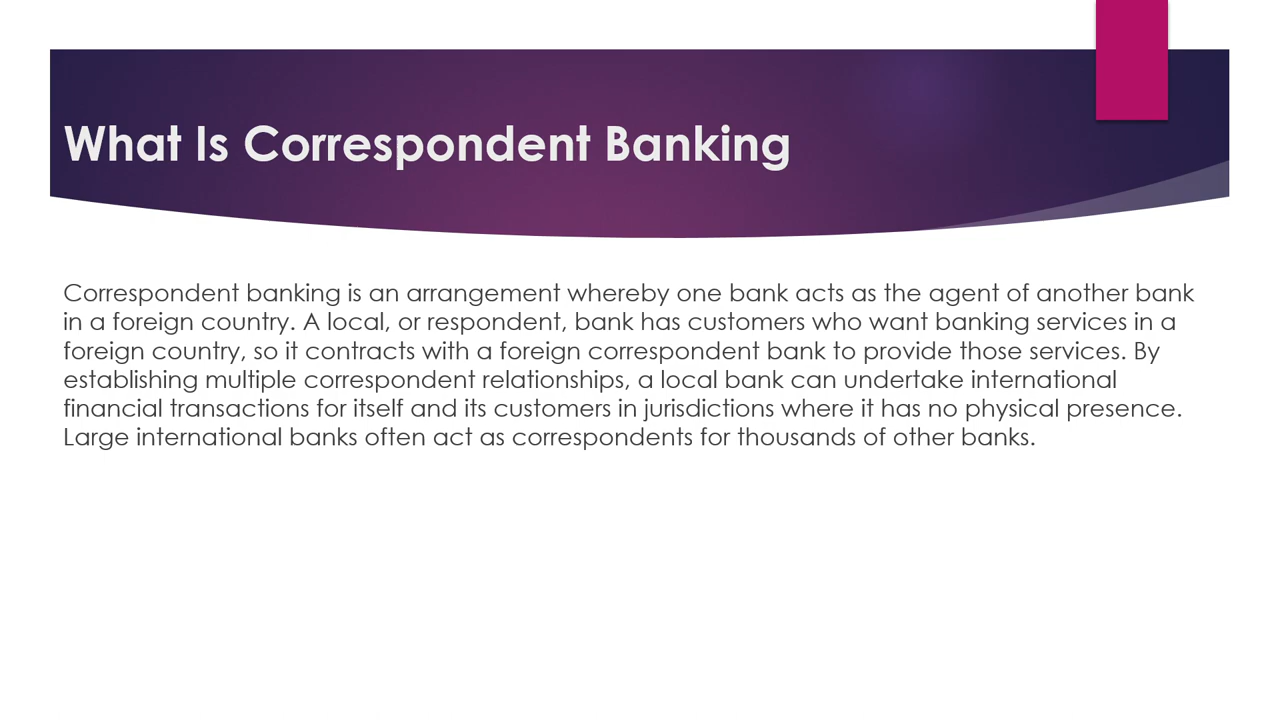 What Is Correspondent Banking
Correspondent banking is an arrangement whereby one bank acts as the agent of another bank
in a foreign country. A local, or respondent, bank has customers who want banking services in a
foreign country, so it contracts with a foreign correspondent bank to provide those services. By
establishing multiple correspondent relationships, a local bank can undertake international
financial transactions for itself and its customers in jurisdictions where it has no physical presence.
Large international banks often act as correspondents for thousands of other banks.